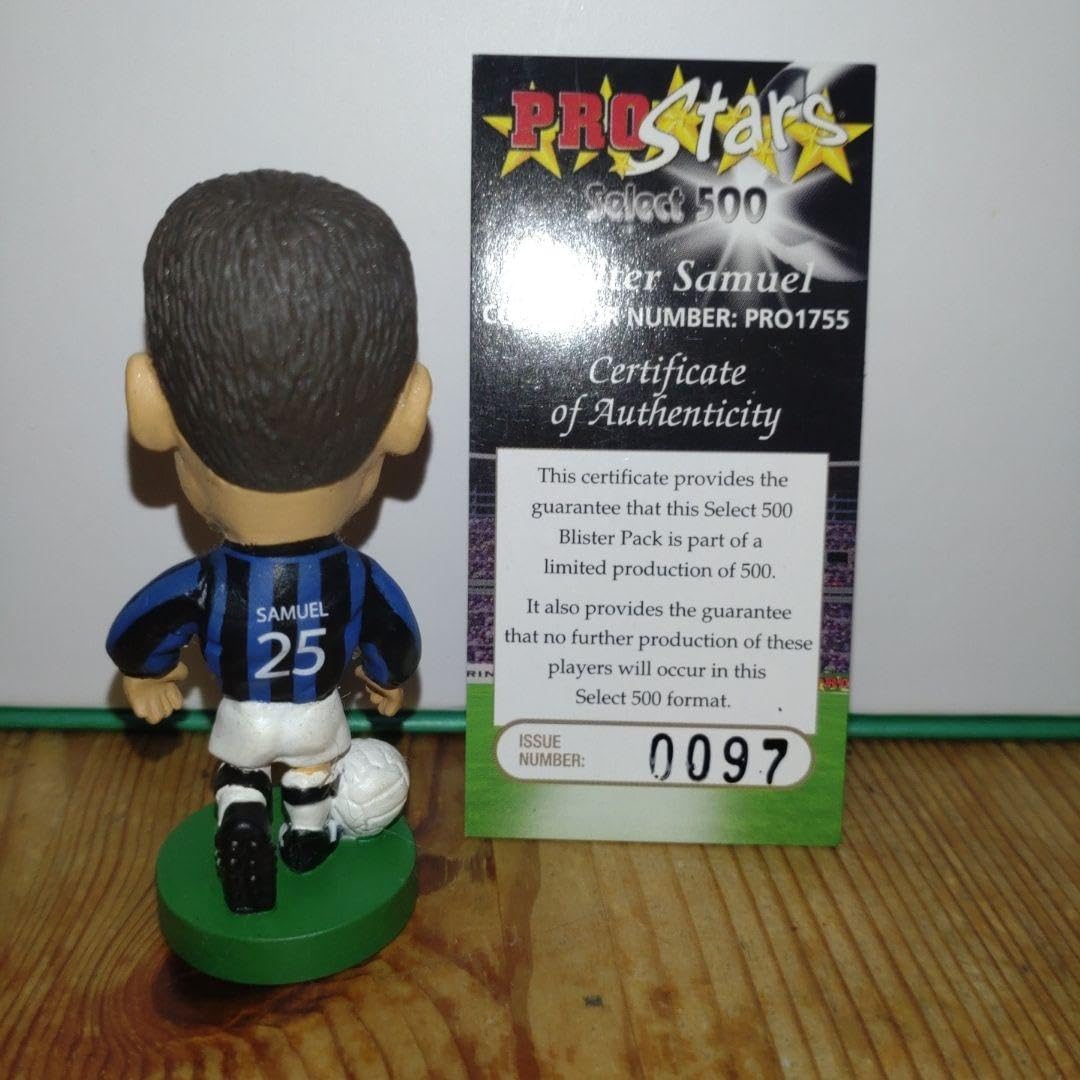 PROStars
Select 500
Samuel
NUMBER: PRO1755
Certificate
of Authenticity
This certificate provides the
guarantee that this Select 500
Blister Pack is part of a
limited production of 500.
It also provides the guarantee
that no further production of these
players will occur in this
Select 500 format.
ISSUE
NUMBER:
0097
SAMUEL
25